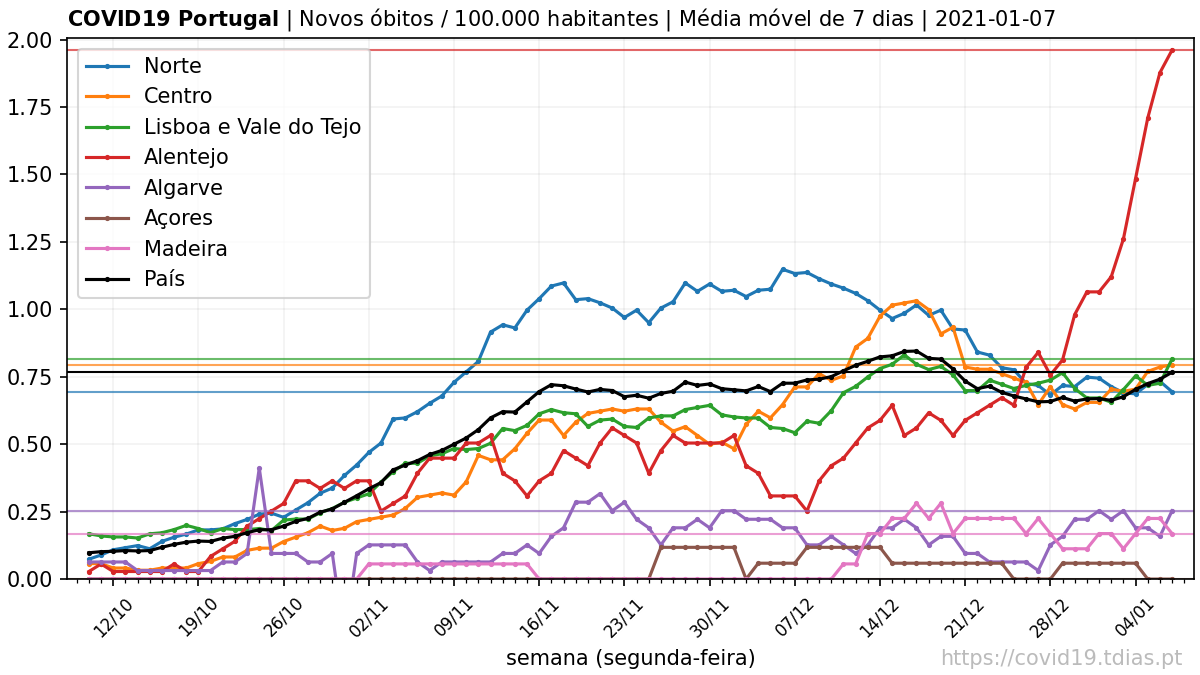 COVID19 Portugal | Novos óbitos / 100.000 habitantes | Média móvel de 7 dias | 2021-01-07
2.00
1.75
1.50
1.25
1.00
0.75
0.50
0.25
0.00
Norte
Centro
Lisboa e Vale do Tejo
Alentejo
Algarve
Açores
Madeira
País
12/10 19/10 26/10 02/11 09/11 16/11 23/11 30/11 07/12 14/12 21/12 28/12 04/01
semana (segunda-feira)
https://covid19.tdias.pt